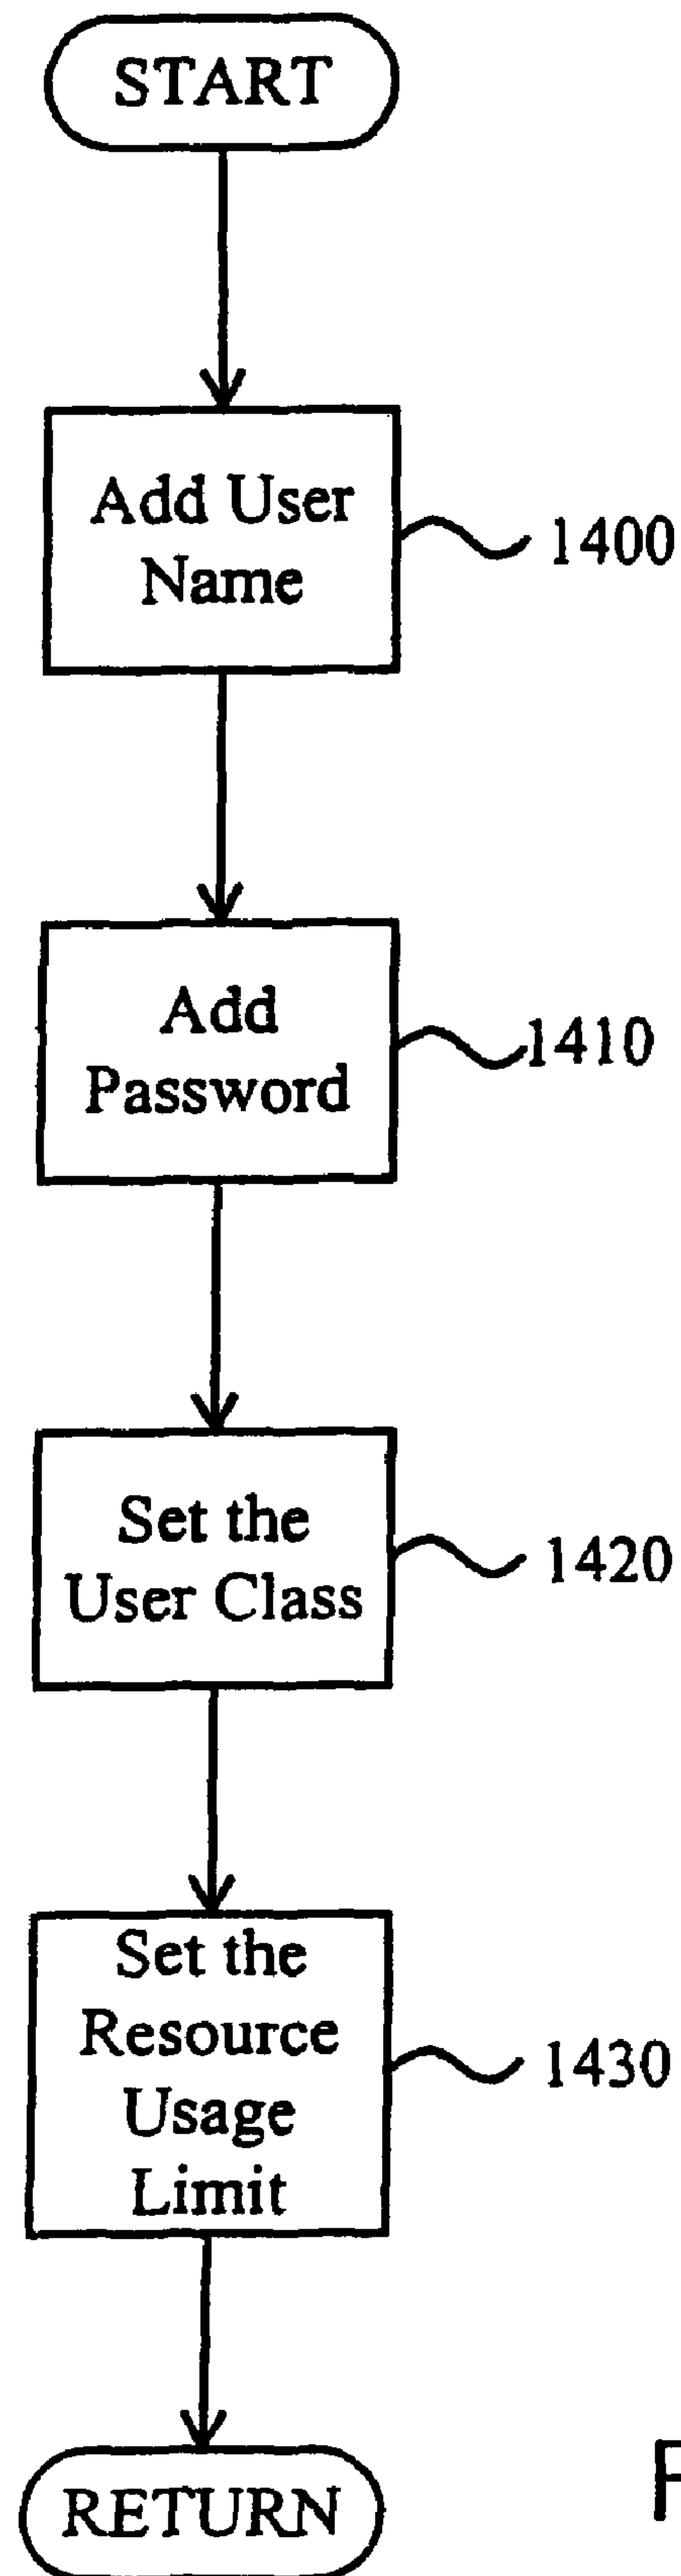 START
Add User
Name
1400
Add
Password
1410
Set the
User Class
1420
Set the
Resource
Usage
Limit
1430
RETURN